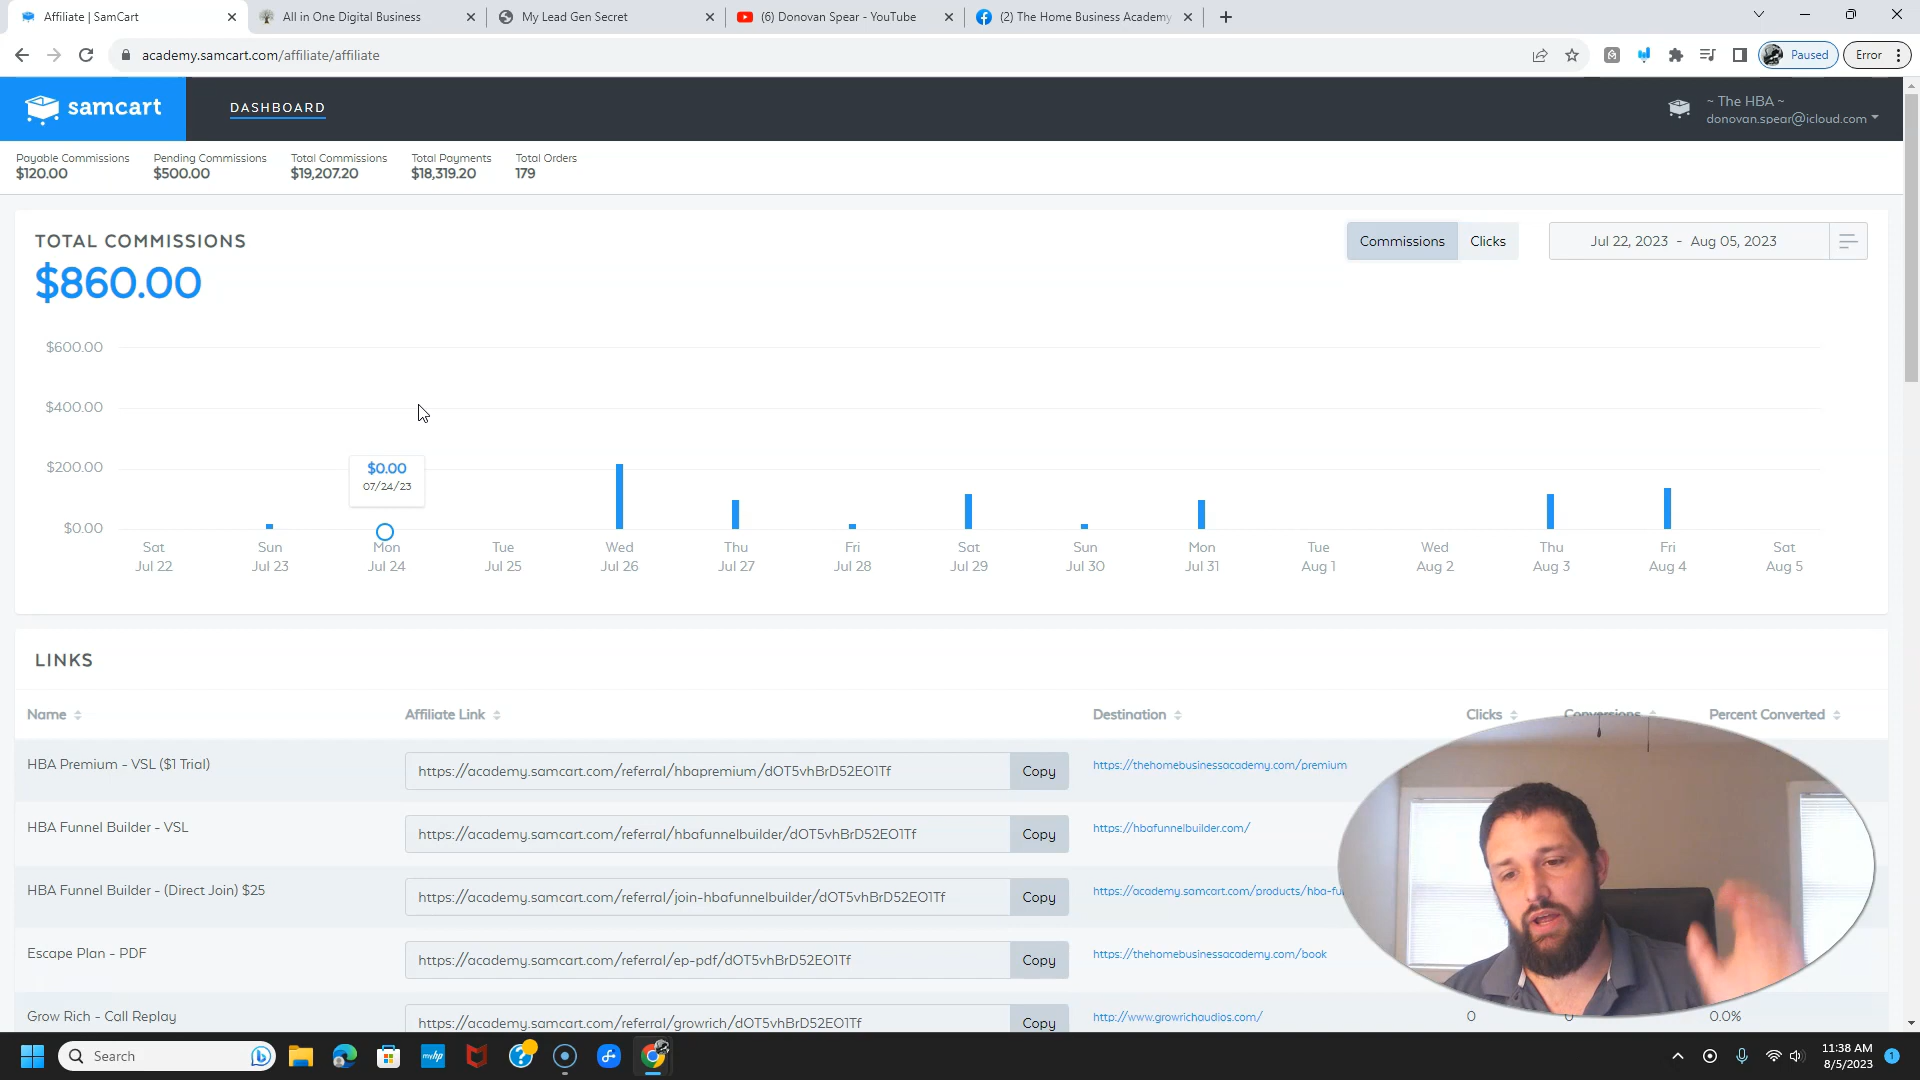 Affiliate | SamCart
All in One Digital Business
My Lead Gen Secret
(6) Donovan Spear - YouTube
(2) The Home Business Academy
academy.samcart.com/affiliate/affiliate
Paused
Error
samcart
DASHBOARD
~ The HBA ~
donovan.spear@icloud.com
Payable Commissions Pending Commissions Total Commissions Total Payments Total Orders
$120.00 $500.00 $19,207.20 $18,319.20 179
TOTAL COMMISSIONS
$860.00
Commissions Clicks
Jul 22, 2023 - Aug 05, 2023
$600.00
$400.00
$200.00
$0.00
$0.00
07/24/23
Sat Sun Mon Tue Wed Thu Fri Sat Sun Mon Tue Wed Thu Fri Sat
Jul 22 Jul 23 Jul 24 Jul 25 Jul 26 Jul 27 Jul 28 Jul 29 Jul 30 Jul 31 Aug 1 Aug 2 Aug 3 Aug 4 Aug 5
LINKS
Name Affiliate Link Destination Clicks Conversions Percent Converted
HBA Premium - VSL ($1 Trial) https://academy.samcart.com/referral/hbapremium/dOT5vhBrD52EO1Tf Copy https://thehomebusinessacademy.com/premium
HBA Funnel Builder - VSL https://academy.samcart.com/referral/hbafunnelbuilder/dOT5vhBrD52EO1Tf Copy https://hbafunnelbuilder.com/
HBA Funnel Builder - (Direct Join) $25 https://academy.samcart.com/referral/join-hbafunnelbuilder/dOT5vhBrD52EO1Tf Copy https://academy.samcart.com/products/hba-fu
Escape Plan - PDF https://academy.samcart.com/referral/ep-pdf/dOT5vhBrD52EO1Tf Copy https://thehomebusinessacademy.com/book
Grow Rich - Call Replay https://academy.samcart.com/referral/growrich/dOT5vhBrD52EO1Tf Copy http://www.growrichaudios.com/ 0 0 0.0%
Search
myhp
11:38 AM
8/5/2023
1